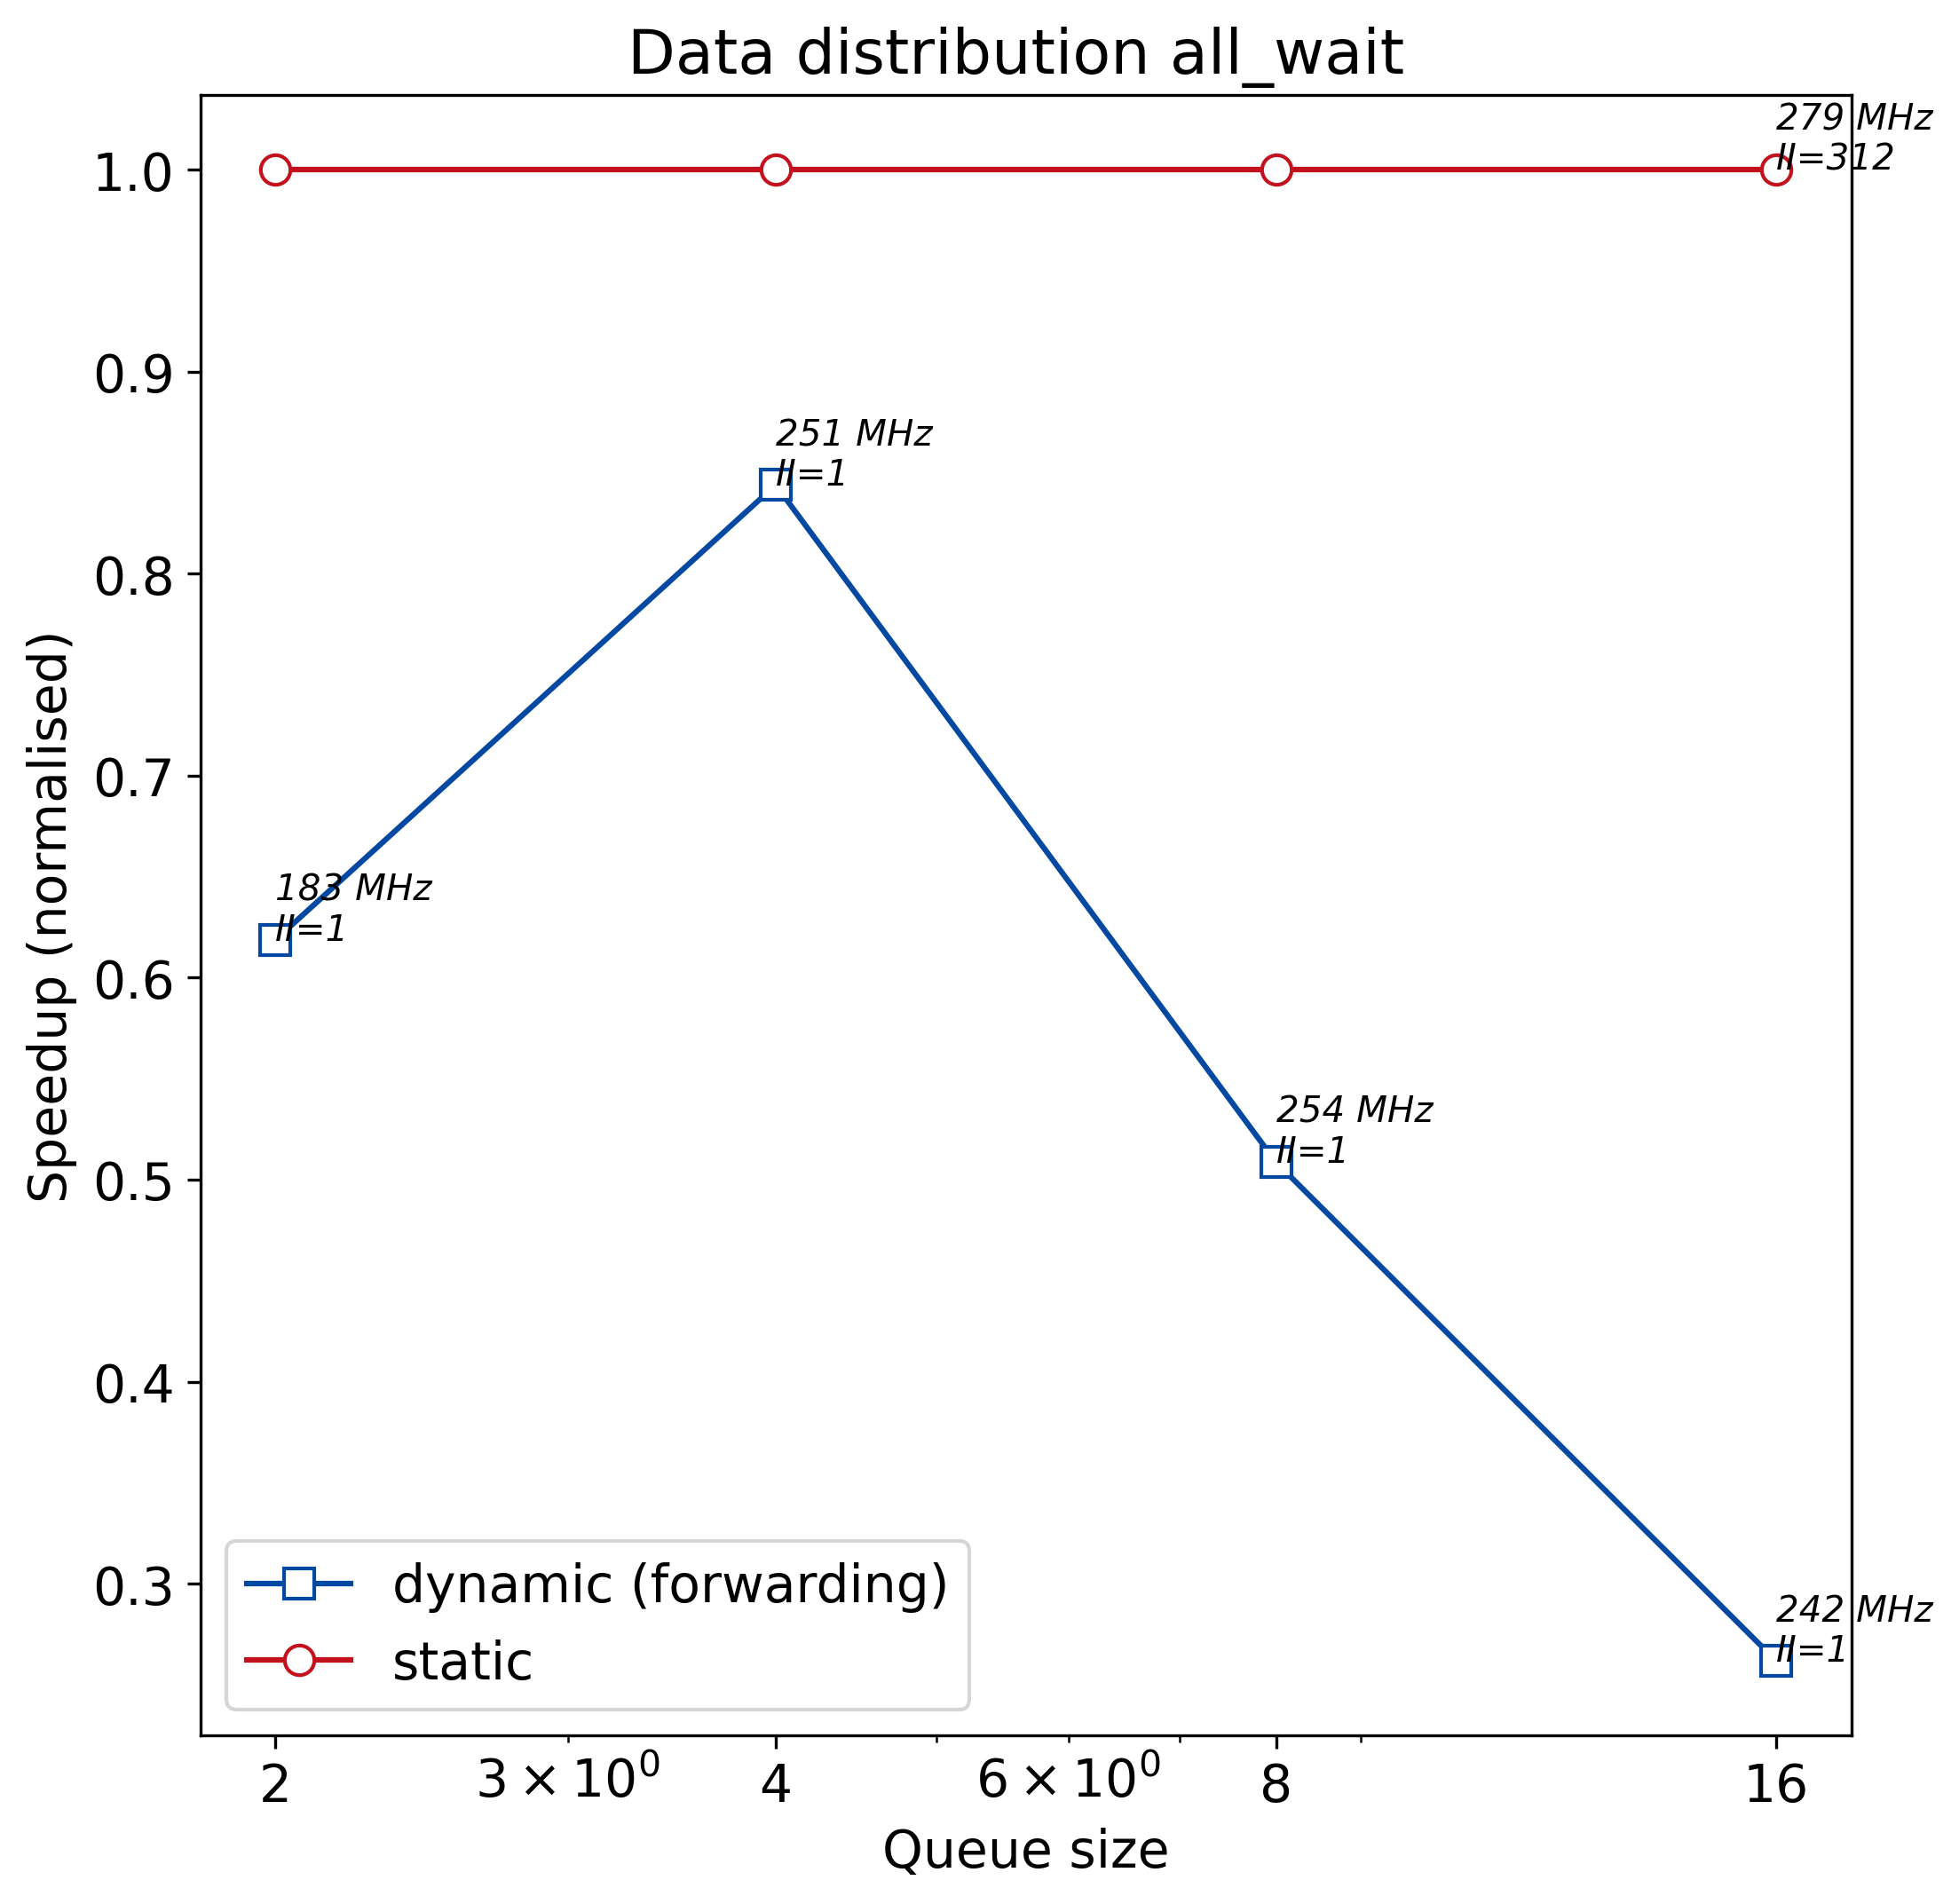 Data distribution all_wait
279 MHz
II=312
1.0
0.9
251 MHz
II=1
0.8
0.7
183 MHz
II=1
0.6
254 MHz
II=1
0.5
0.4
0.3
242 MHz
II=1
Speedup (normalised)
dynamic (forwarding)
static
2
3 × 10⁰
4
6 × 10⁰
8
16
Queue size